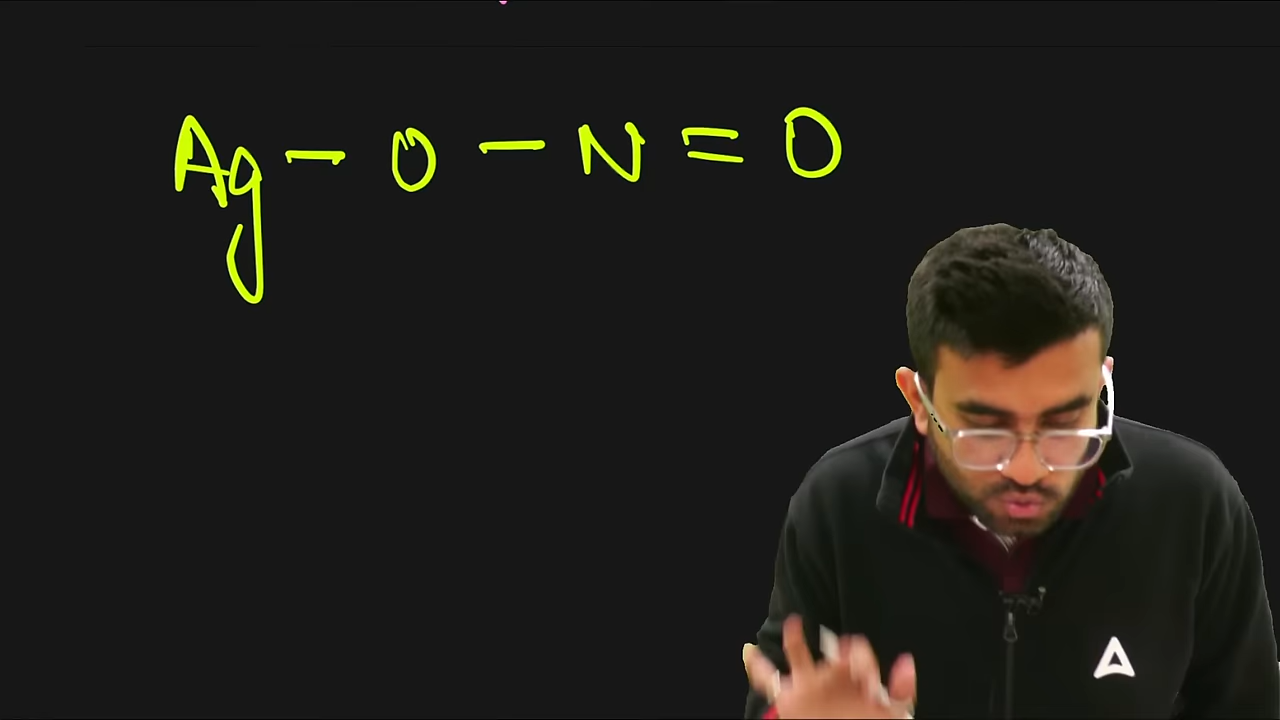 Ag - O - N = O